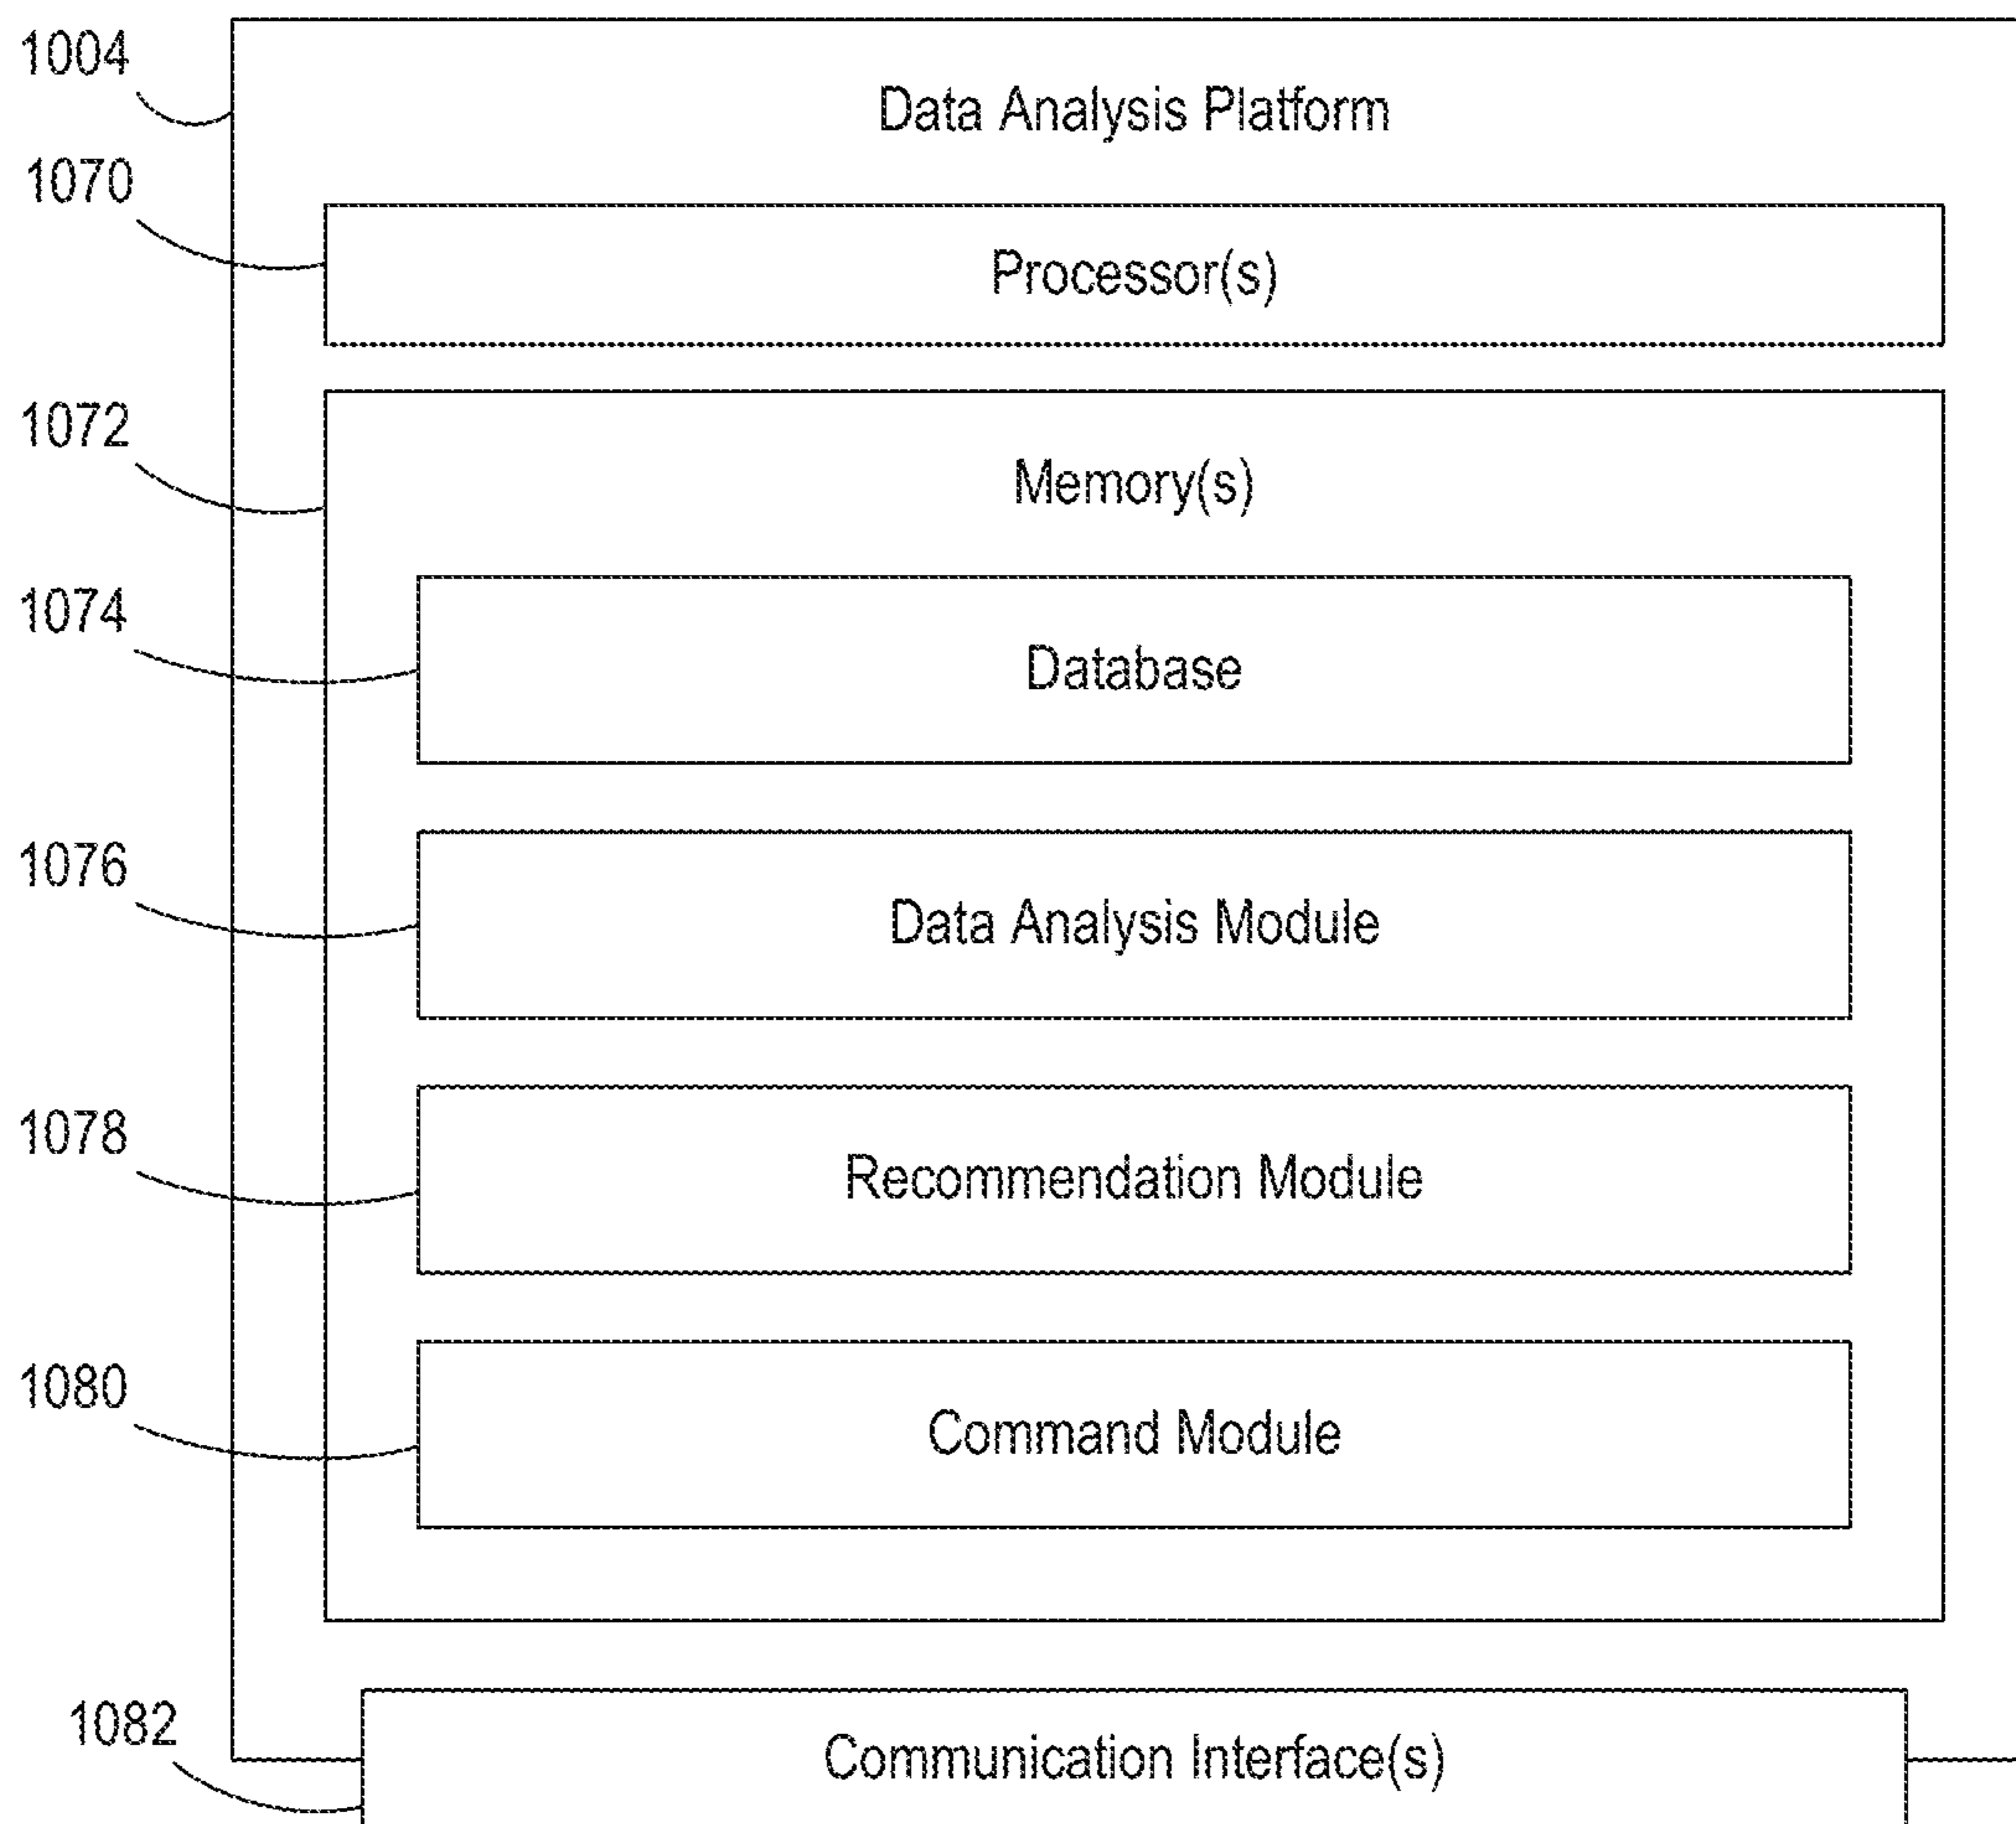 1004
Data Analysis Platform
1070
Processor(s)
1072
Memory(s)
1074
Database
1076
Data Analysis Module
1078
Recommendation Module
1080
Command Module
1082
Communication Interface(s)